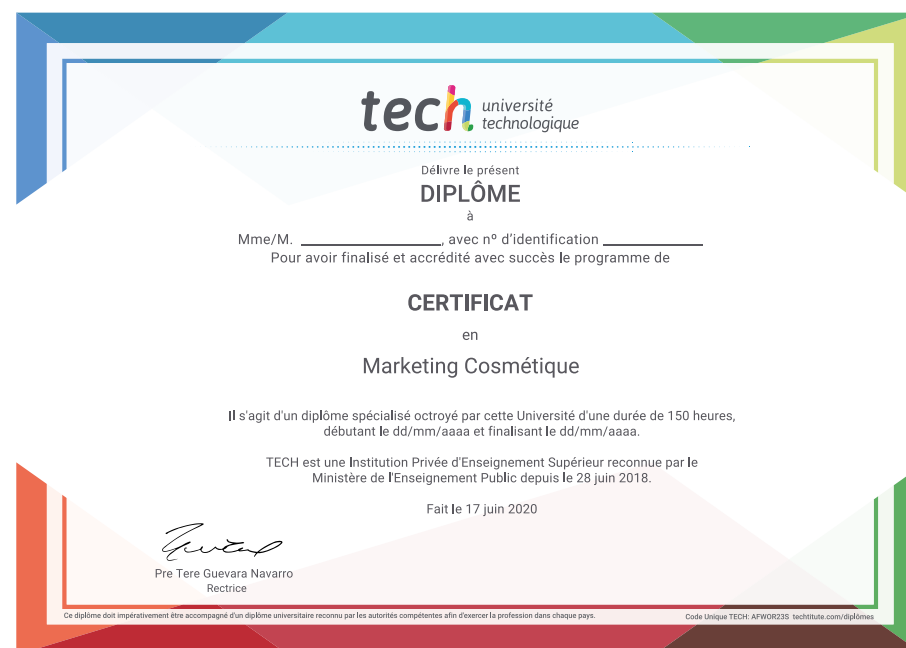 tech université
technologique
Délivre le présent
DIPLÔME
à
Mme/M. ____________________, avec nº d'identification ______________
Pour avoir finalisé et accrédité avec succès le programme de
CERTIFICAT
en
Marketing Cosmétique
Il s'agit d'un diplôme spécialisé octroyé par cette Université d'une durée de 150 heures,
débutant le dd/mm/aaaa et finalisant le dd/mm/aaaa.
TECH est une Institution Privée d'Enseignement Supérieur reconnue par le
Ministère de l'Enseignement Public depuis le 28 juin 2018.
Fait le 17 juin 2020
Pre Tere Guevara Navarro
Rectrice
Ce diplôme doit impérativement être accompagné d'un diplôme universitaire reconnu par les autorités compétentes afin d'exercer la profession dans chaque pays.
Code Unique TECH: AFWOR23S techtitute.com/diplômes